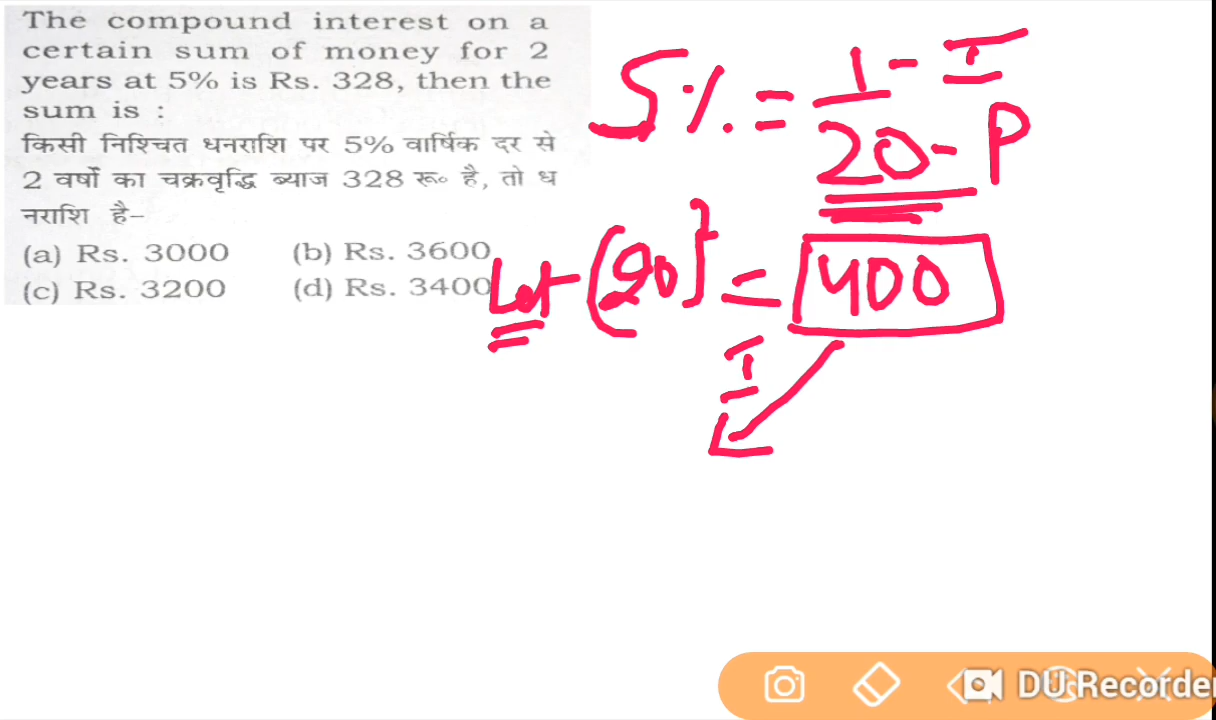 The compound interest on a
certain sum of money for 2
years at 5% is Rs. 328, then the
sum is :
किसी निश्चित धनराशि पर 5% वार्षिक दर से
2 वर्षों का चक्रवृद्धि ब्याज 328 रू० है, तो ध
नराशि है–
(a) Rs. 3000 (b) Rs. 3600
(c) Rs. 3200 (d) Rs. 3400
5% = 1/20
I
P
Let (20)² = 400
I
DU Recorder